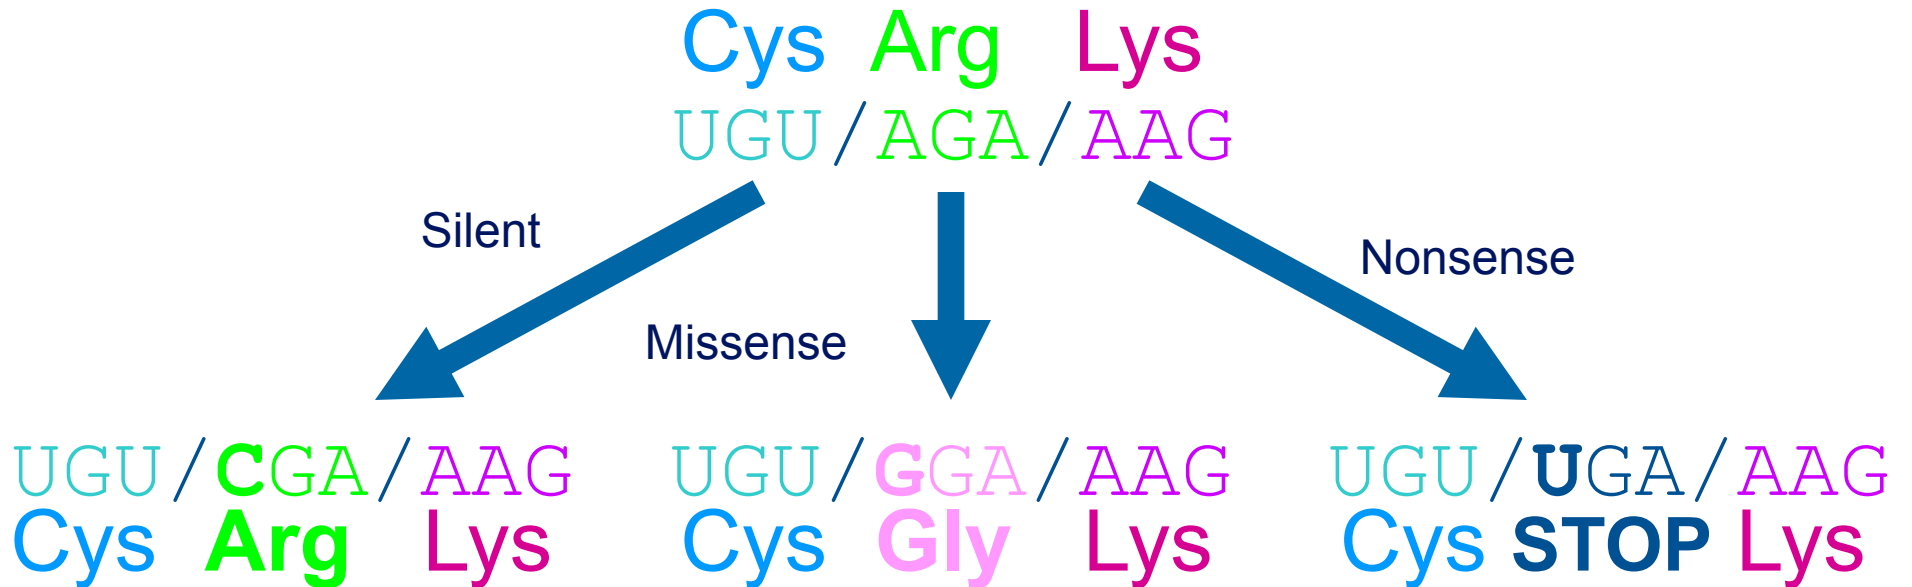 Cys Arg Lys
UGU/AGA/AAG
Silent
Nonsense
Missense
UGU/CGA/AAG
Cys Arg Lys
UGU/GGA/AAG
Cys Gly Lys
UGU/UGA/AAG
Cys STOP Lys